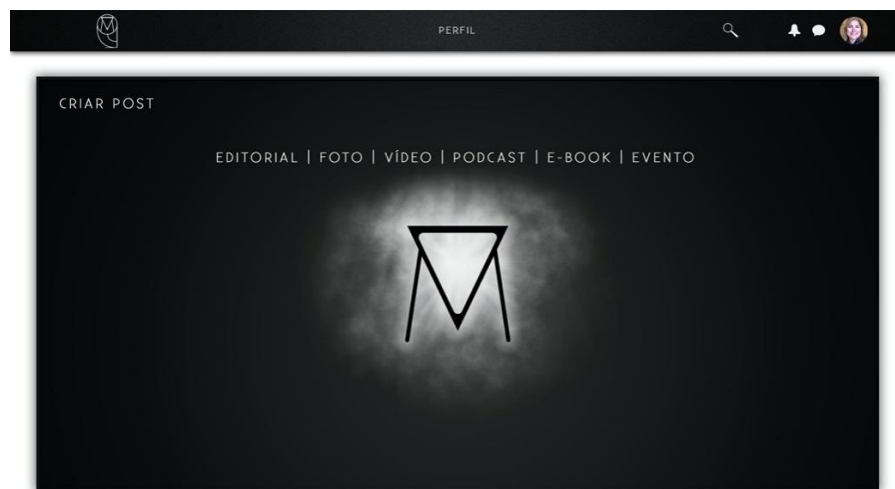 PERFIL
CRIAR POST
EDITORIAL | FOTO | VÍDEO | PODCAST | E-BOOK | EVENTO